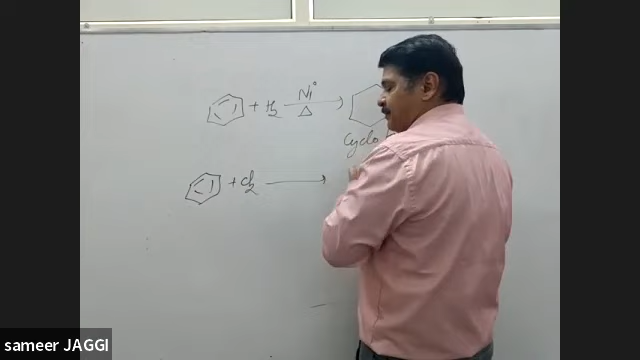 + H2 Ni° Δ
Cyclo
+ Cl2
sameer JAGGI